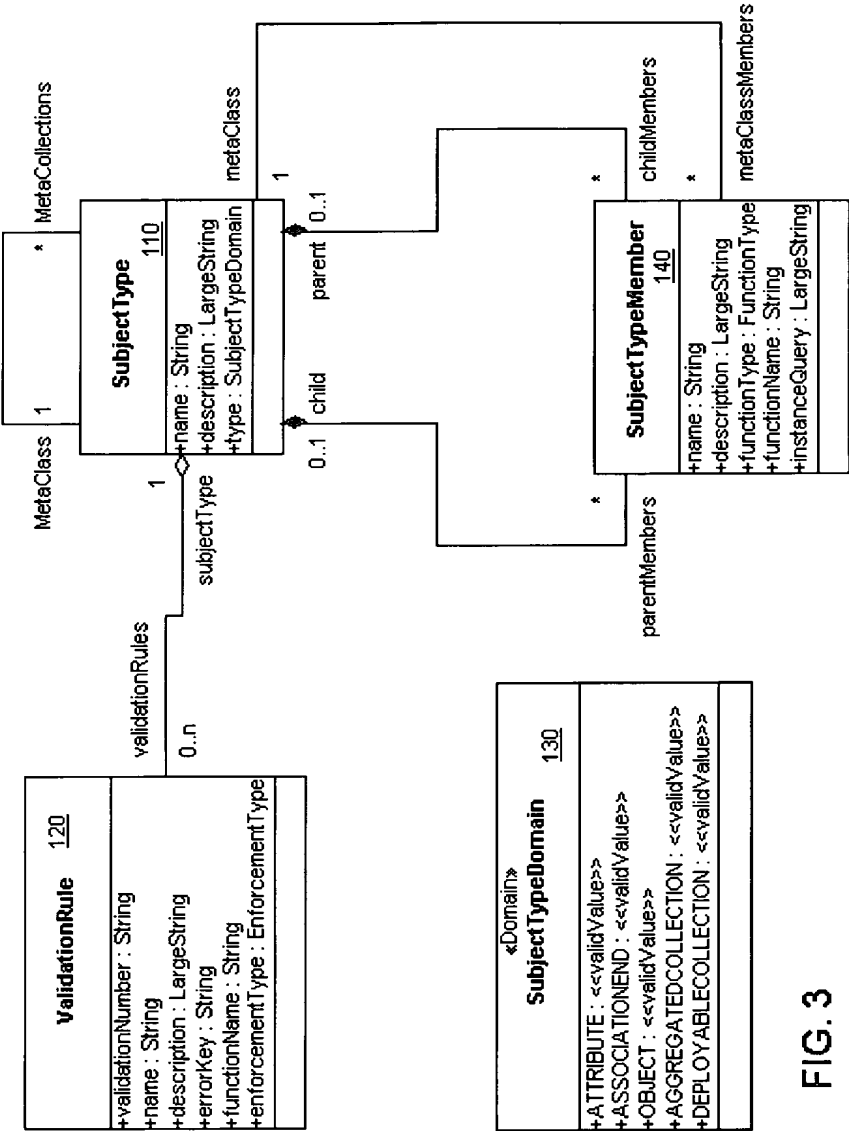 ValidationRule 120
+validationNumber : String
+name : String
+description : LargeString
+errorKey : String
+functionName : String
+enforcementType : EnforcementType
validationRules
0..n
1
subjectType
MetaClass 1
* MetaCollections
SubjectType 110
+name : String
+description : LargeString
+type : SubjectTypeDomain
metaClass
1
0..1 child
parent 0..1
«Domain»
SubjectTypeDomain 130
+ATTRIBUTE : <<validValue>>
+ASSOCIATIONEND : <<validValue>>
+OBJECT : <<validValue>>
+AGGREGATEDCOLLECTION : <<validValue>>
+DEPLOYABLECOLLECTION : <<validValue>>
parentMembers
*
*
childMembers
*
metaClassMembers
SubjectTypeMember
140
+name : String
+description : LargeString
+functionType : FunctionType
+functionName : String
+instanceQuery : LargeString
FIG. 3